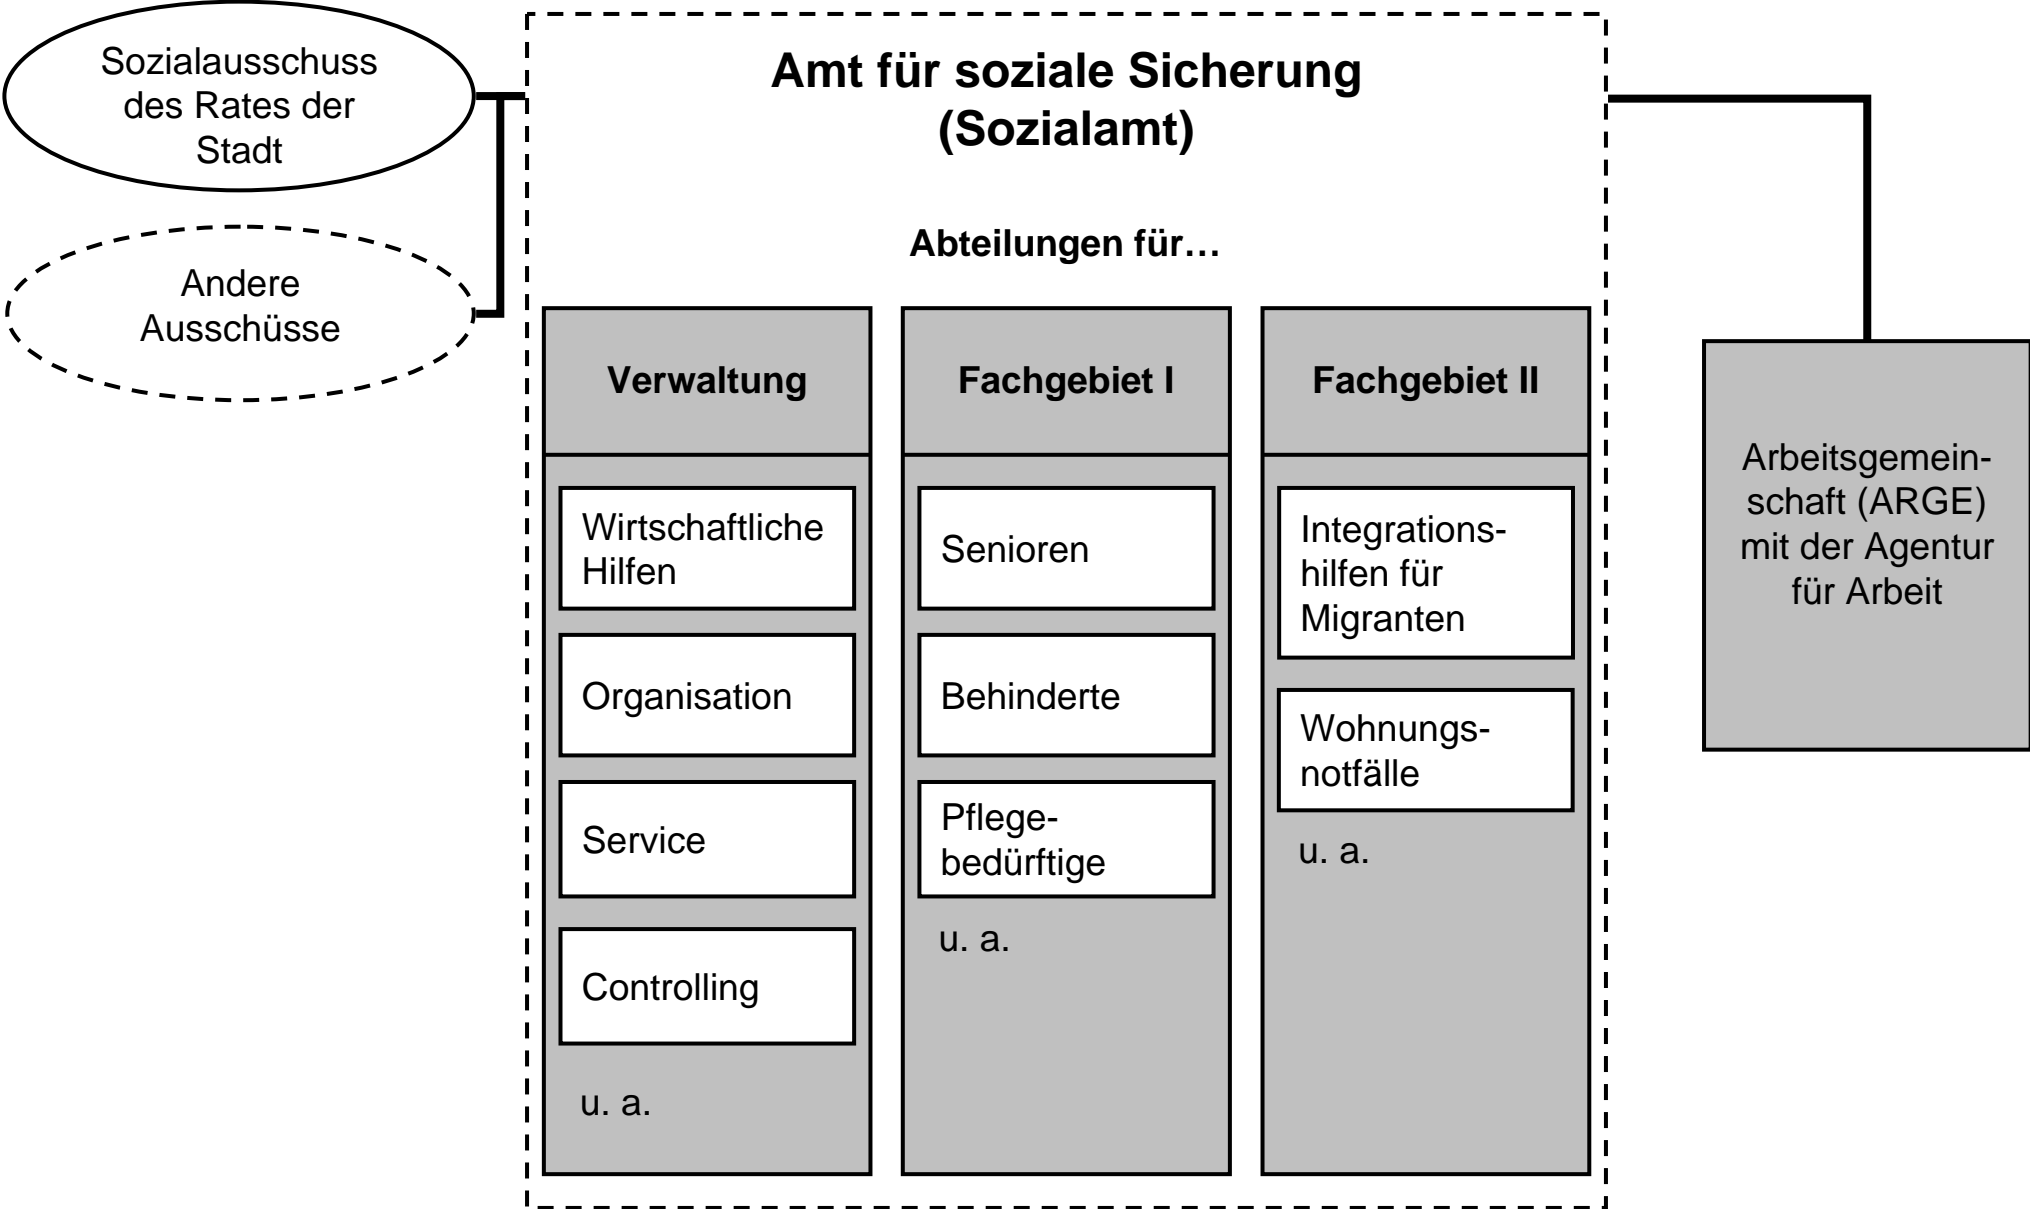 Sozialausschuss
des Rates der
Stadt
Andere
Ausschüsse
Amt für soziale Sicherung
(Sozialamt)
Abteilungen für…
Verwaltung
Wirtschaftliche
Hilfen
Organisation
Service
Controlling
u. a.
Fachgebiet I
Senioren
Behinderte
Pflege-
bedürftige
u. a.
Fachgebiet II
Integrations-
hilfen für
Migranten
Wohnungs-
notfälle
u. a.
Arbeitsgemein-
schaft (ARGE)
mit der Agentur
für Arbeit